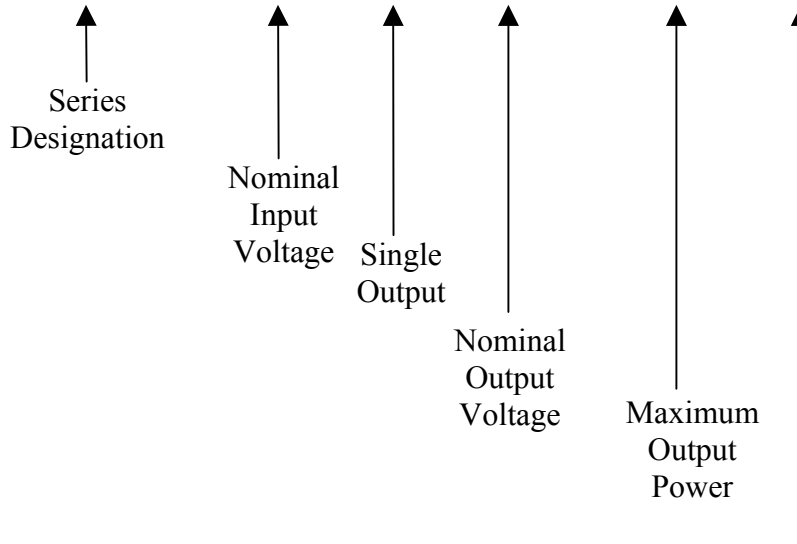 Series
Designation
Nominal
Input
Voltage
Single
Output
Nominal
Output
Voltage
Maximum
Output
Power